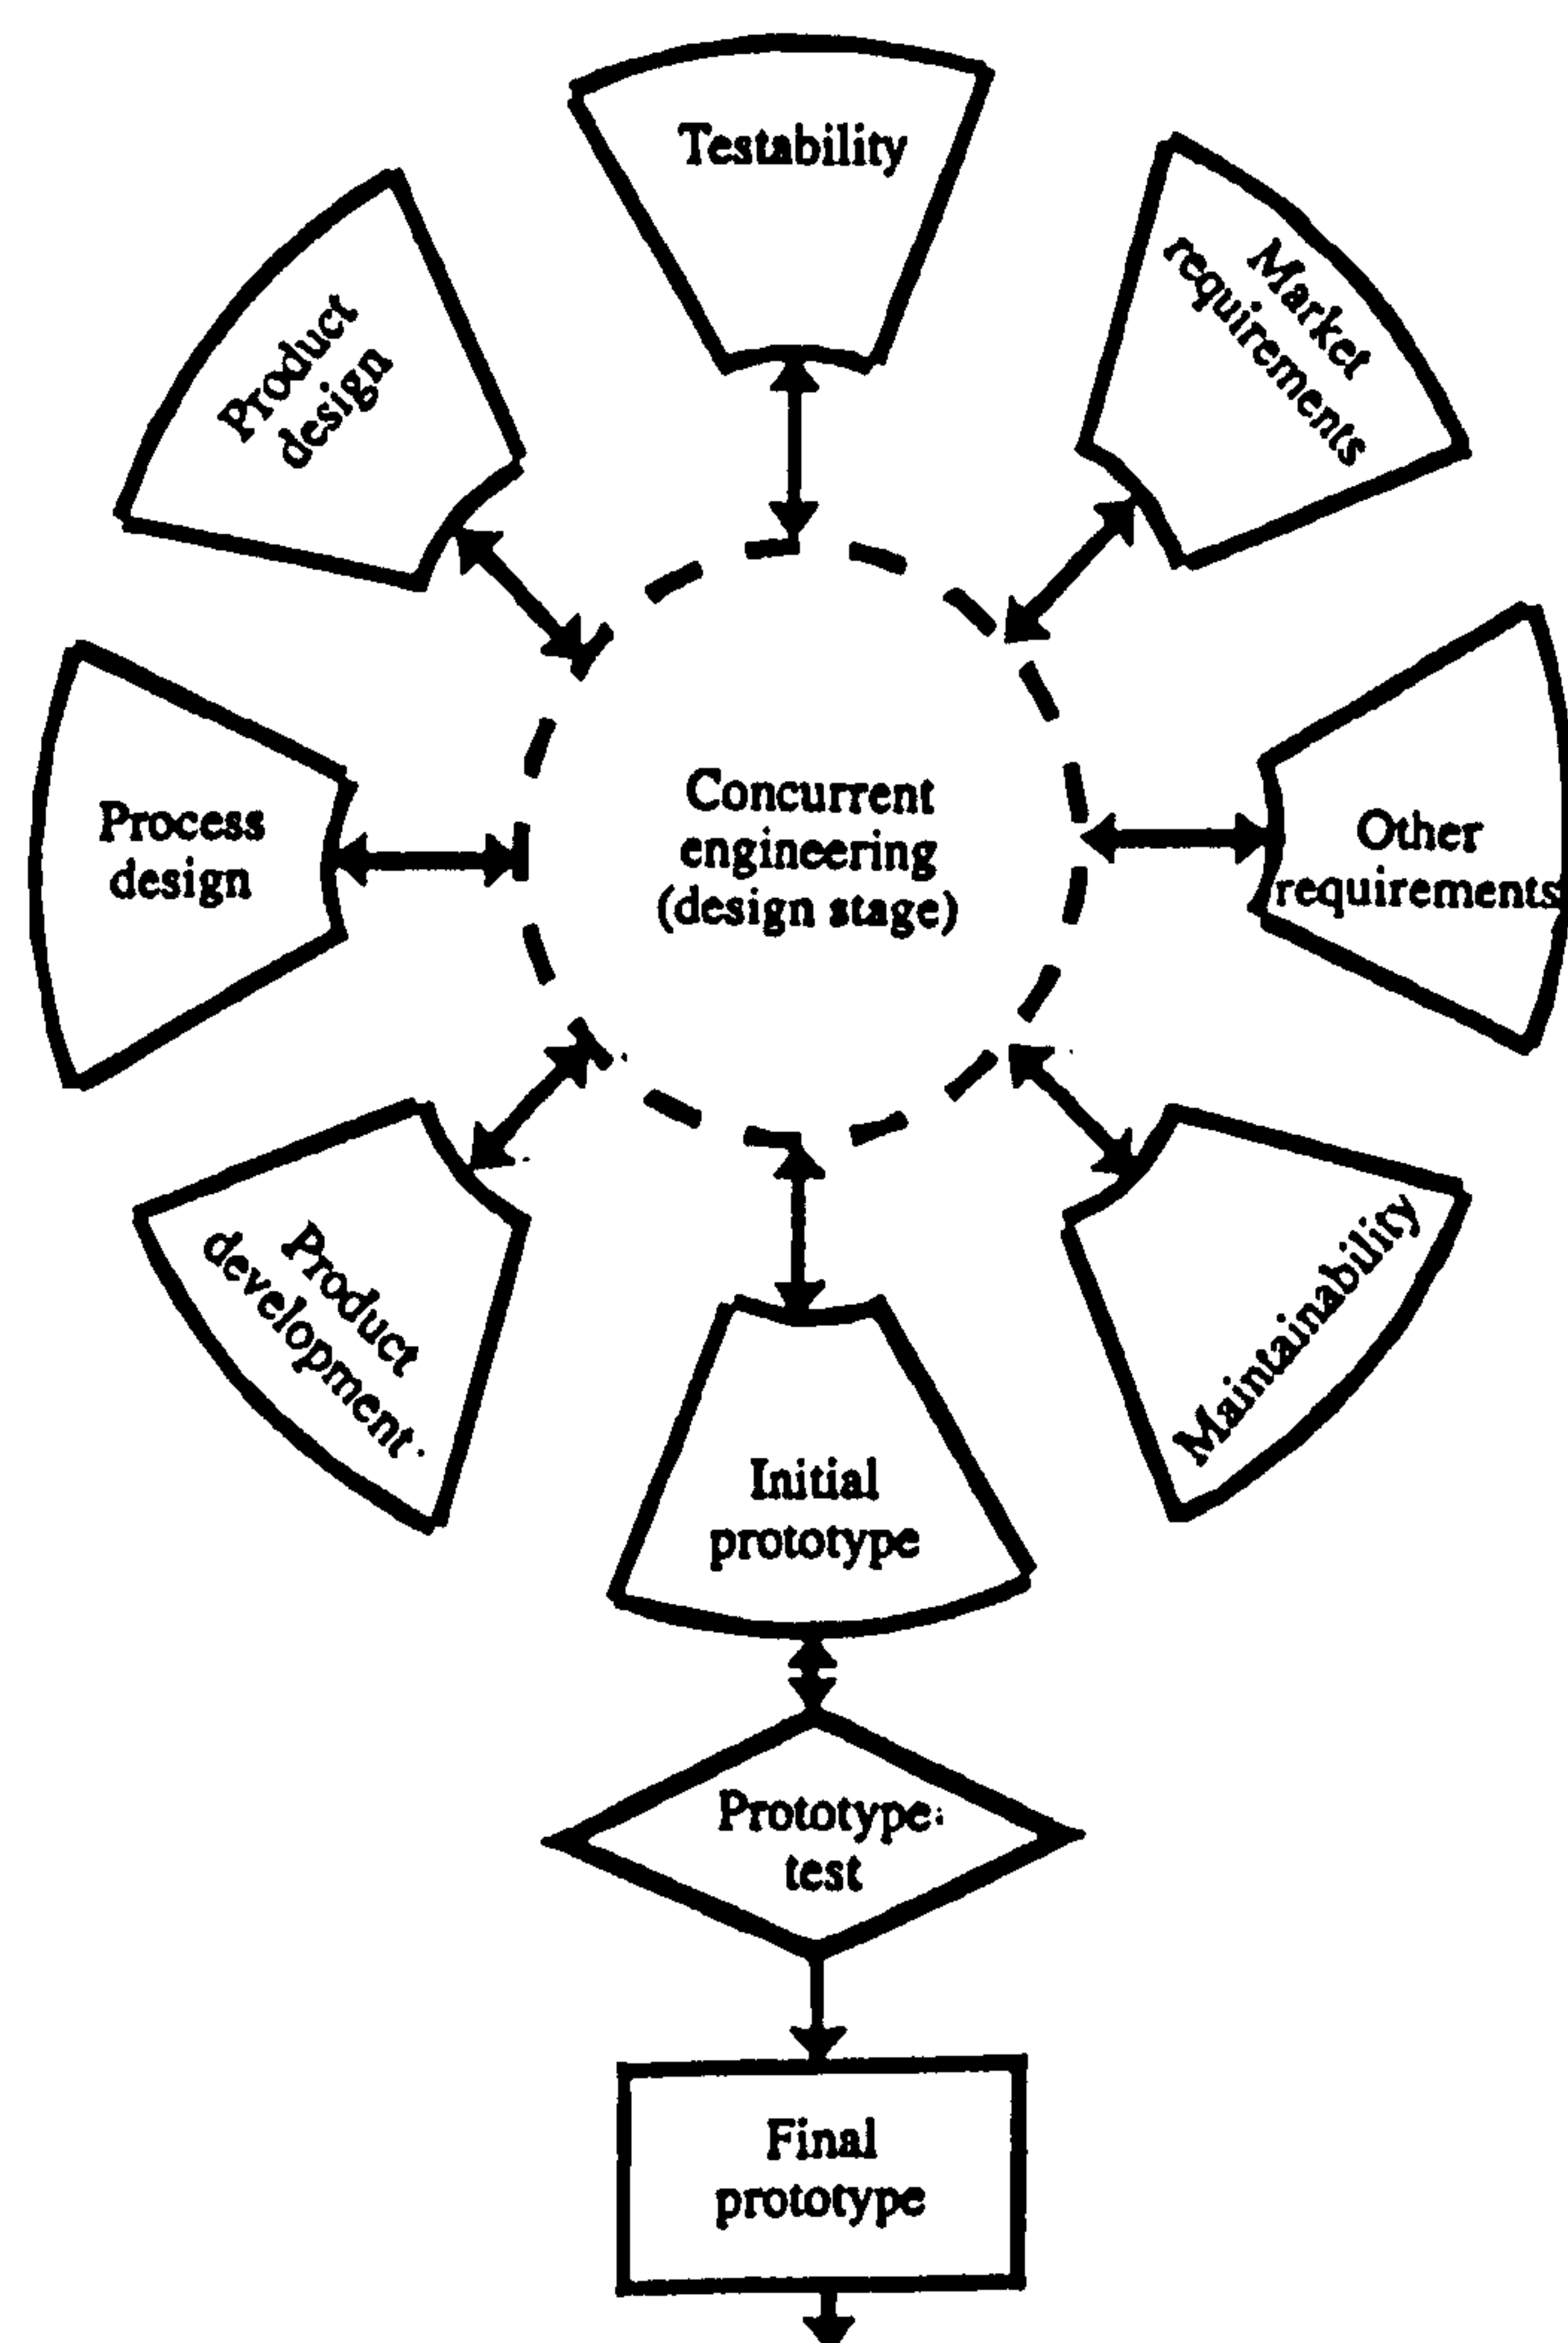 Testability
Market
requirements
Product
design
Concurrent
engineering
(design stage)
Process
design
Other
requirements
Product
development
Maintainability
Initial
prototype
Prototype
test
Final
prototype